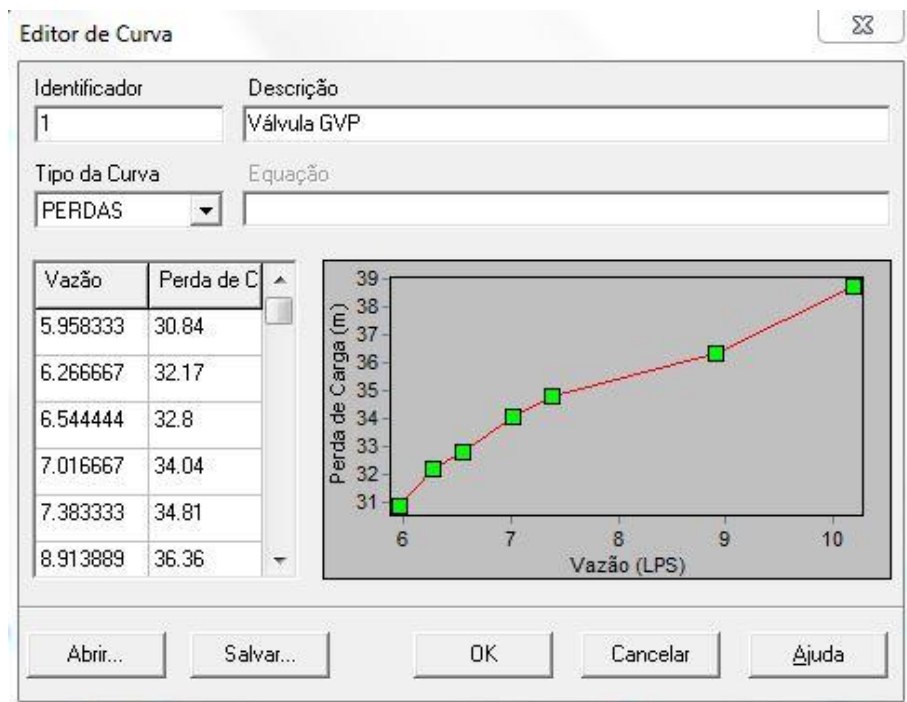 Editor de Curva
Identificador Descrição
1 Válvula GVP
Tipo da Curva Equação
PERDAS
Vazão Perda de C
5.958333 30.84
6.266667 32.17
6.544444 32.8
7.016667 34.04
7.383333 34.81
8.913889 36.36
Perda de Carga (m)
39
38
37
36
35
34
33
32
31
6 7 8 9 10
Vazão (LPS)
Abrir... Salvar... OK Cancelar Ajuda